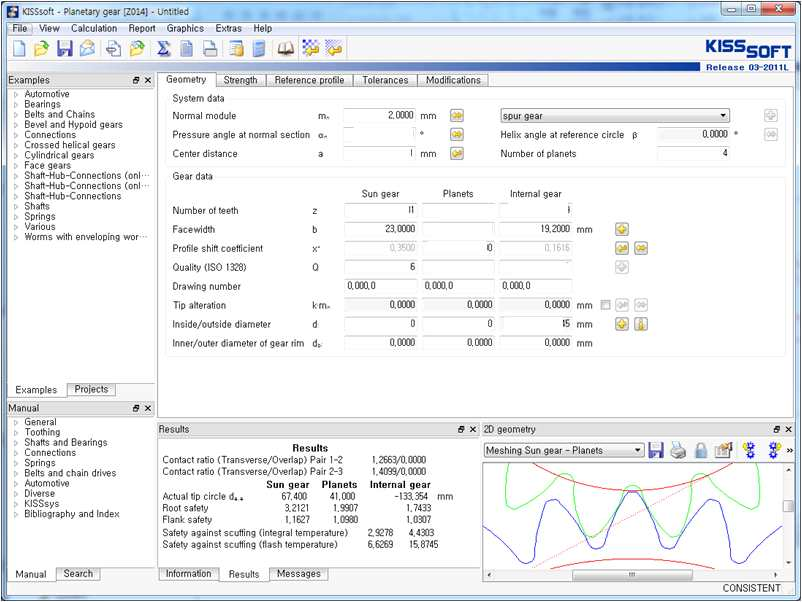 KISSsoft - Planetary gear [Z014] - Untitled
File View Calculation Report Graphics Extras Help
KISSsoft
Release 03-2011L
Examples
Automotive
Bearings
Belts and Chains
Bevel and Hypoid gears
Connections
Crossed helical gears
Cylindrical gears
Face gears
Shaft-Hub-Connections (onl···
Shaft-Hub-Connections (onl···
Shaft-Hub-Connections
Shafts
Springs
Various
Worms with enveloping wor···
Examples Projects
Manual
General
Toothing
Shafts and Bearings
Connections
Springs
Belts and chain drives
Automotive
Diverse
KISSsys
Bibliography and Index
Manual Search
Geometry Strength Reference profile Tolerances Modifications
System data
Normal module mₙ 2,0000 mm spur gear
Pressure angle at normal section αₙ ° Helix angle at reference circle β 0,0000 °
Center distance a mm Number of planets 4
Gear data
Sun gear Planets Internal gear
Number of teeth z
Facewidth b 23,0000 19,2000 mm
Profile shift coefficient x* 0,3500 0,1616
Quality (ISO 1328) Q 6
Drawing number 0,000,0 0,000,0 0,000,0
Tip alteration k·mₙ 0,0000 0,0000 0,0000 mm
Inside/outside diameter d 0 0 mm
Inner/outer diameter of gear rim 0,0000 0,0000 0,0000 mm
Results
Results
Contact ratio (Transverse/Overlap) Pair 1-2 1,2663/0,0000
Contact ratio (Transverse/Overlap) Pair 2-3 1,4099/0,0000
Sun gear Planets Internal gear
Actual tip circle 67,400 41,000 -133,354 mm
Root safety 3,2121 1,9907 1,7433
Flank safety 1,1627 1,0980 1,0307
Safety against scuffing (integral temperature) 2,9278 4,4303
Safety against scuffing (flash temperature) 6,6269 15,8745
Information Results Messages
2D geometry
Meshing Sun gear - Planets
CONSISTENT